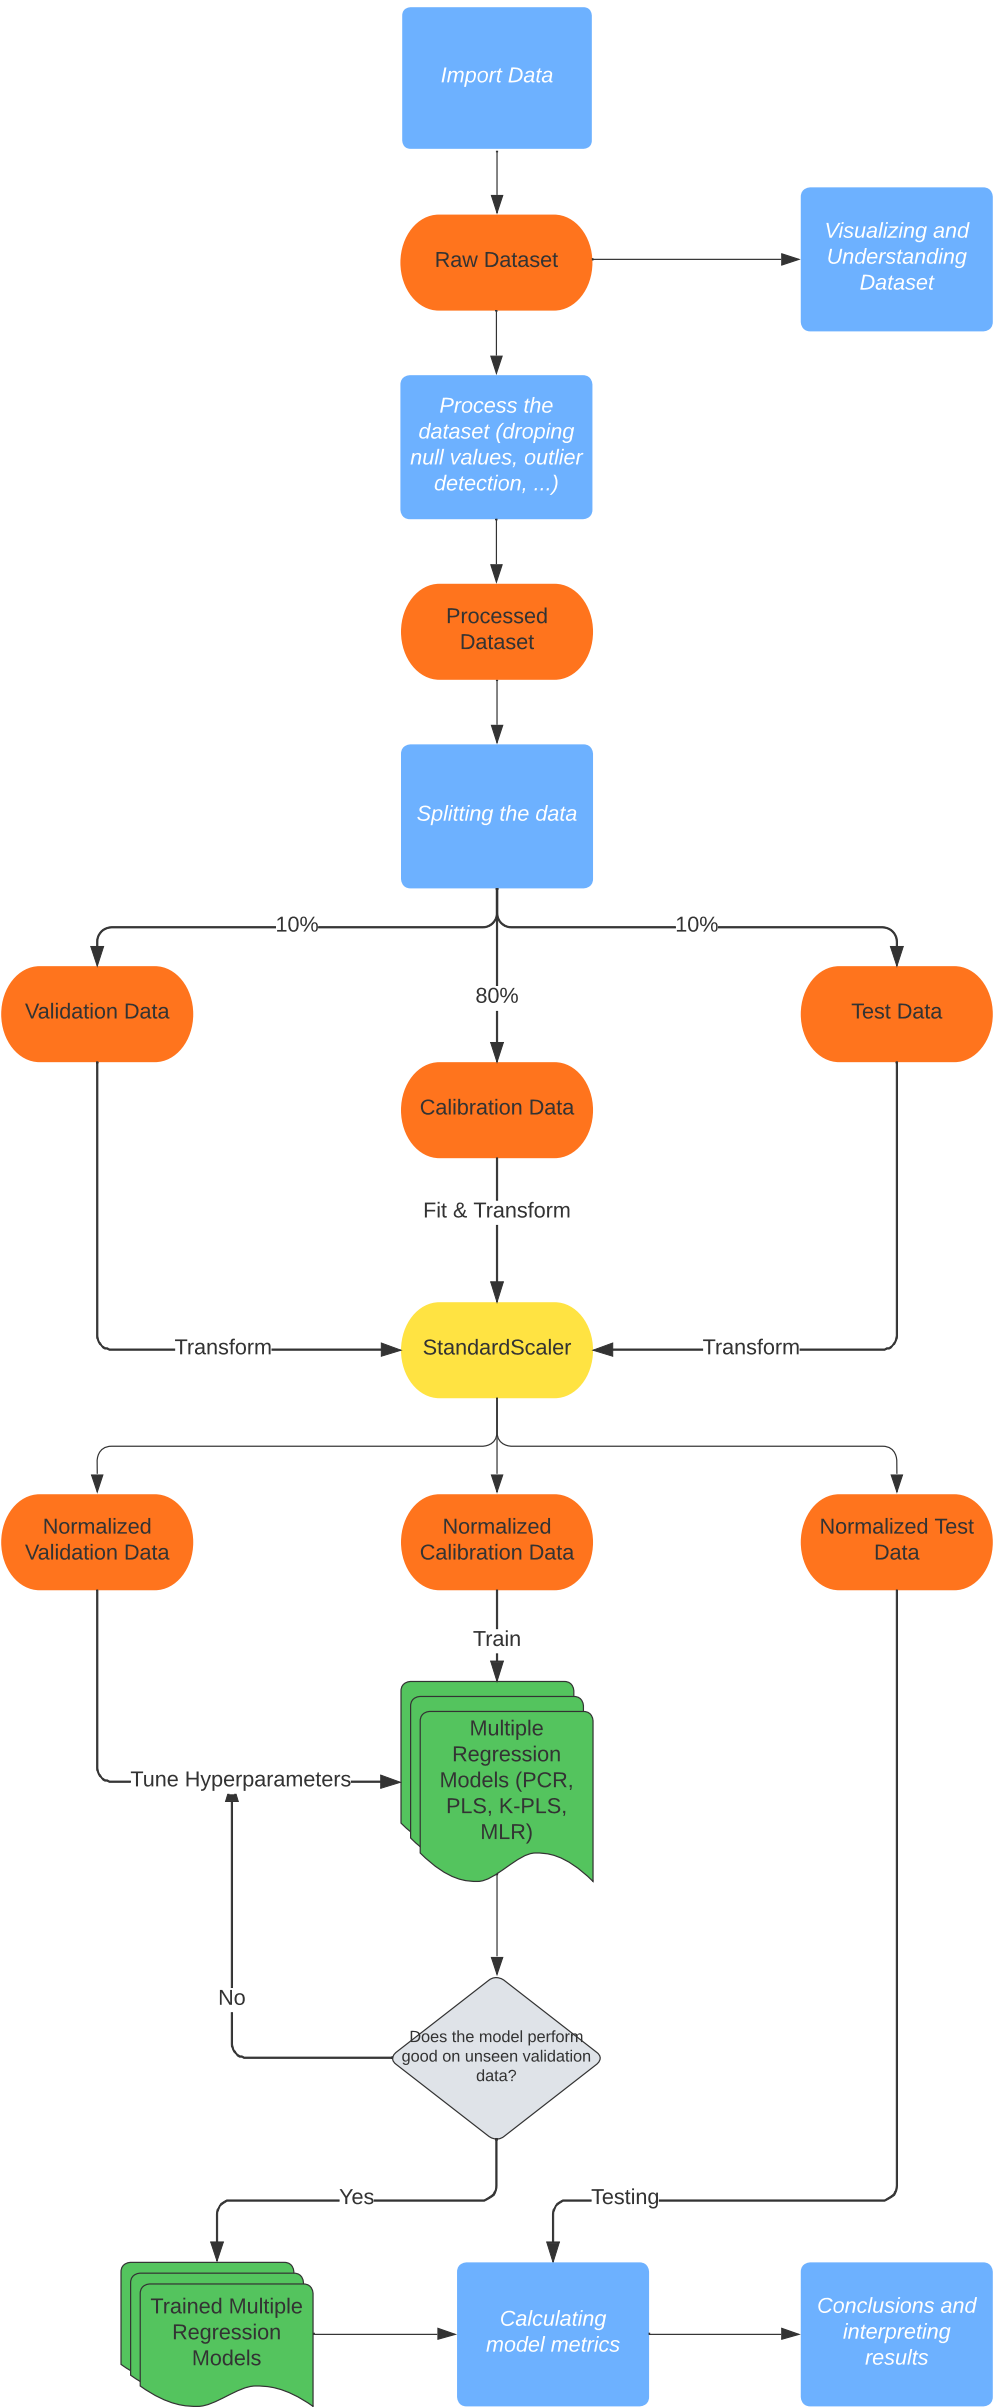 Import Data
Raw Dataset
Visualizing and
Understanding
Dataset
Process the
dataset (droping
null values, outlier
detection, ...)
Processed
Dataset
Splitting the data
10%
10%
80%
Validation Data
Test Data
Calibration Data
Fit & Transform
Transform
StandardScaler
Transform
Normalized
Validation Data
Normalized
Calibration Data
Normalized Test
Data
Train
Multiple
Regression
Models (PCR,
PLS, K-PLS,
MLR)
Tune Hyperparameters
No
Does the model perform
good on unseen validation
data?
Yes
Testing
Trained Multiple
Regression
Models
Calculating
model metrics
Conclusions and
interpreting
results